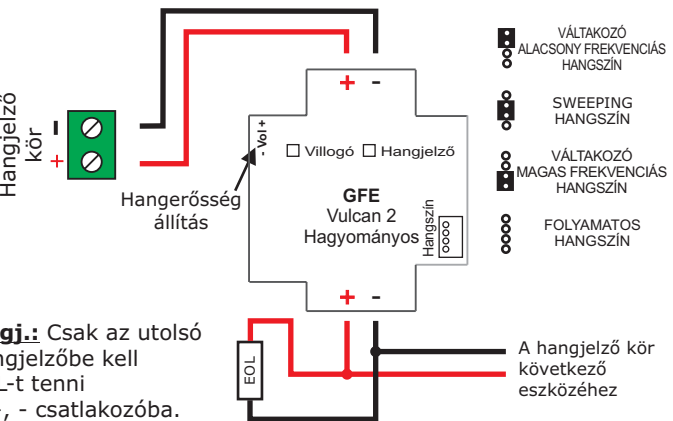 Hangjelző
kör
- +
+ -
- Vol +
Villogó Hangjelző
Hangerősség
állítás
GFE
Vulcan 2
Hagyományos
Hangszín
+ -
VÁLTAKOZÓ
ALACSONY FREKVENCIÁS
HANGSZÍN
SWEEPING
HANGSZÍN
VÁLTAKOZÓ
MAGAS FREKVENCIÁS
HANGSZÍN
FOLYAMATOS
HANGSZÍN
gj.: Csak az utolsó
ngjelzőbe kell
L-t tenni
, - csatlakozóba.
EOL
A hangjelző kör
következő
eszközéhez